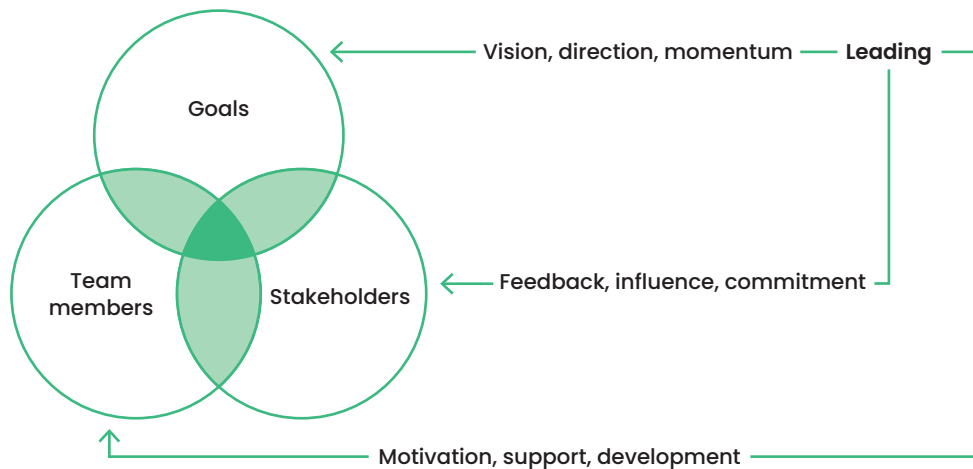 Vision, direction, momentum
Leading
Goals
Team
members
Stakeholders
Feedback, influence, commitment
Motivation, support, development